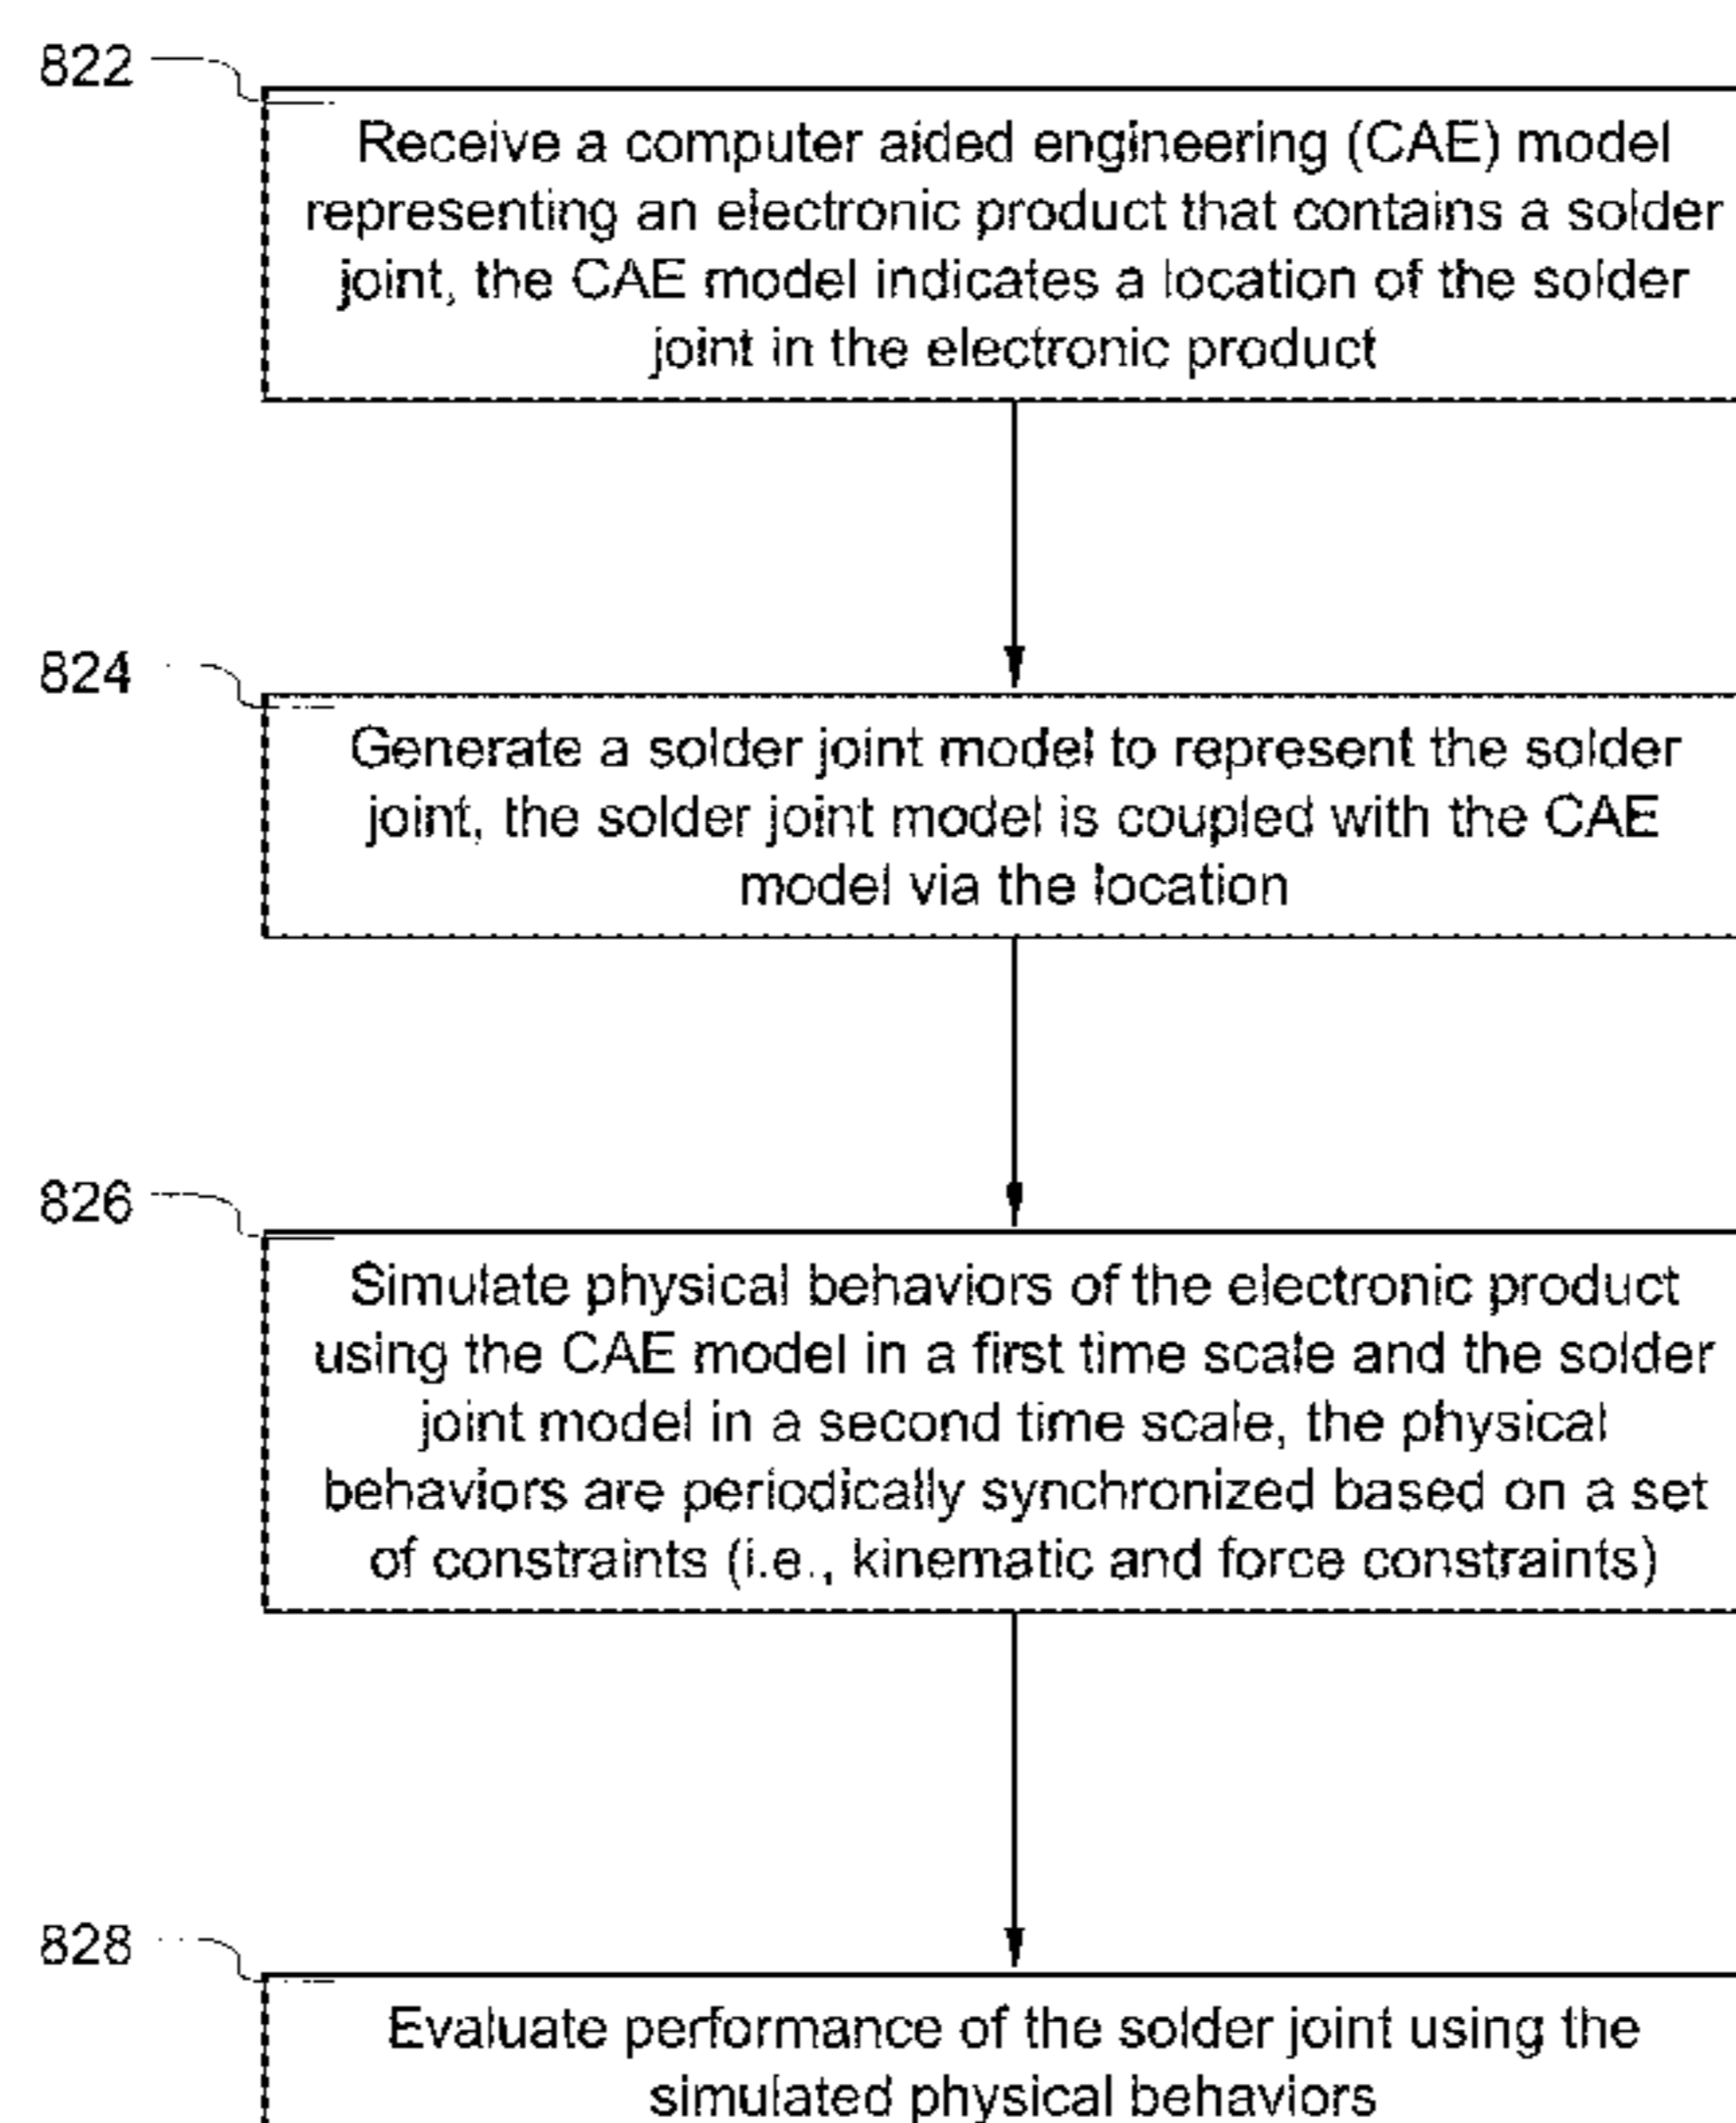 822
Receive a computer aided engineering (CAE) model
representing an electronic product that contains a solder
joint, the CAE model indicates a location of the solder
joint in the electronic product
824
Generate a solder joint model to represent the solder
joint, the solder joint model is coupled with the CAE
model via the location
826
Simulate physical behaviors of the electronic product
using the CAE model in a first time scale and the solder
joint model in a second time scale, the physical
behaviors are periodically synchronized based on a set
of constraints (i.e., kinematic and force constraints)
828
Evaluate performance of the solder joint using the
simulated physical behaviors